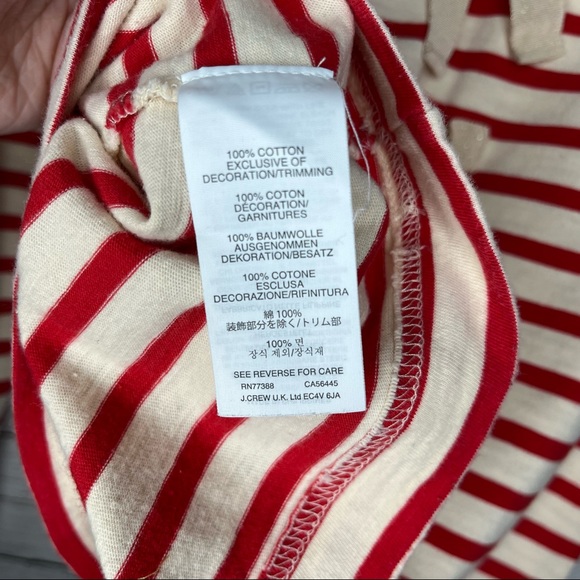 100% COTTON
EXCLUSIVE OF
DECORATION/TRIMMING
100% COTON
DÉCORATION/
GARNITURES
100% BAUMWOLLE
AUSGENOMMEN
DEKORATION/BESATZ
100% COTONE
ESCLUSA
DECORAZIONE/RIFINITURA
綿 100%
装飾部分を除く/トリム部
100% 면
장식 제외/장식재
SEE REVERSE FOR CARE
RN77388 CA56445
J.CREW U.K. Ltd EC4V 6JA